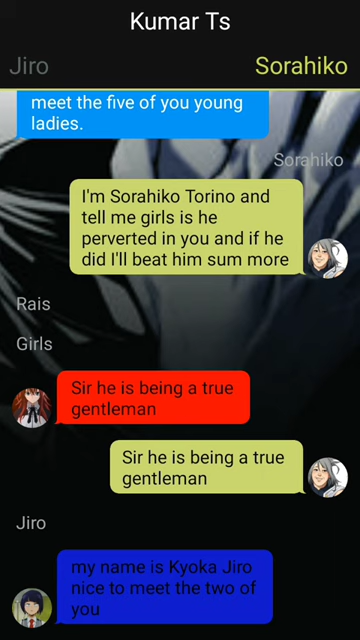 Kumar Ts
Jiro
Sorahiko
meet the five of you young
ladies.
Sorahiko
I'm Sorahiko Torino and
tell me girls is he
perverted in you and if he
did I'll beat him sum more
Rais
Girls
Sir he is being a true
gentleman
Sir he is being a true
gentleman
Jiro
my name is Kyoka Jiro
nice to meet the two of
you